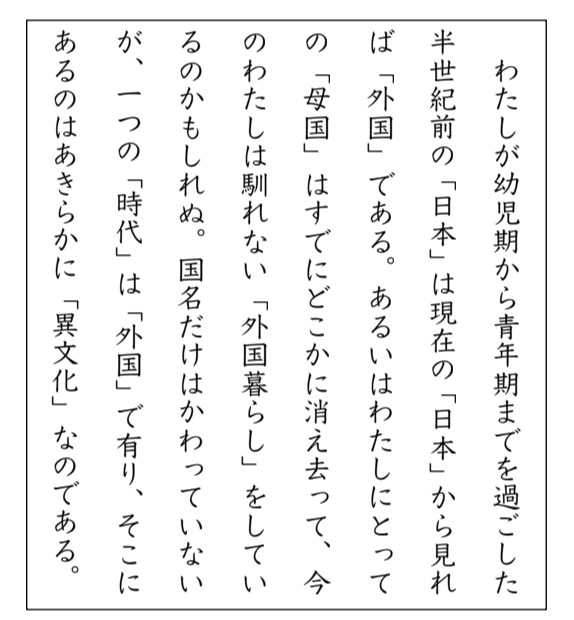 わたしが幼児期から青年期までを過ごした
半世紀前の「日本」は現在の「日本」から見れ
ば「外国」である。あるいはわたしにとって
の「母国」はすでにどこかに消え去って、今
のわたしは馴れない「外国暮らし」をしてい
るのかもしれぬ。国名だけはかわっていない
が、一つの「時代」は「外国」で有り、そこに
あるのはあきらかに「異文化」なのである。